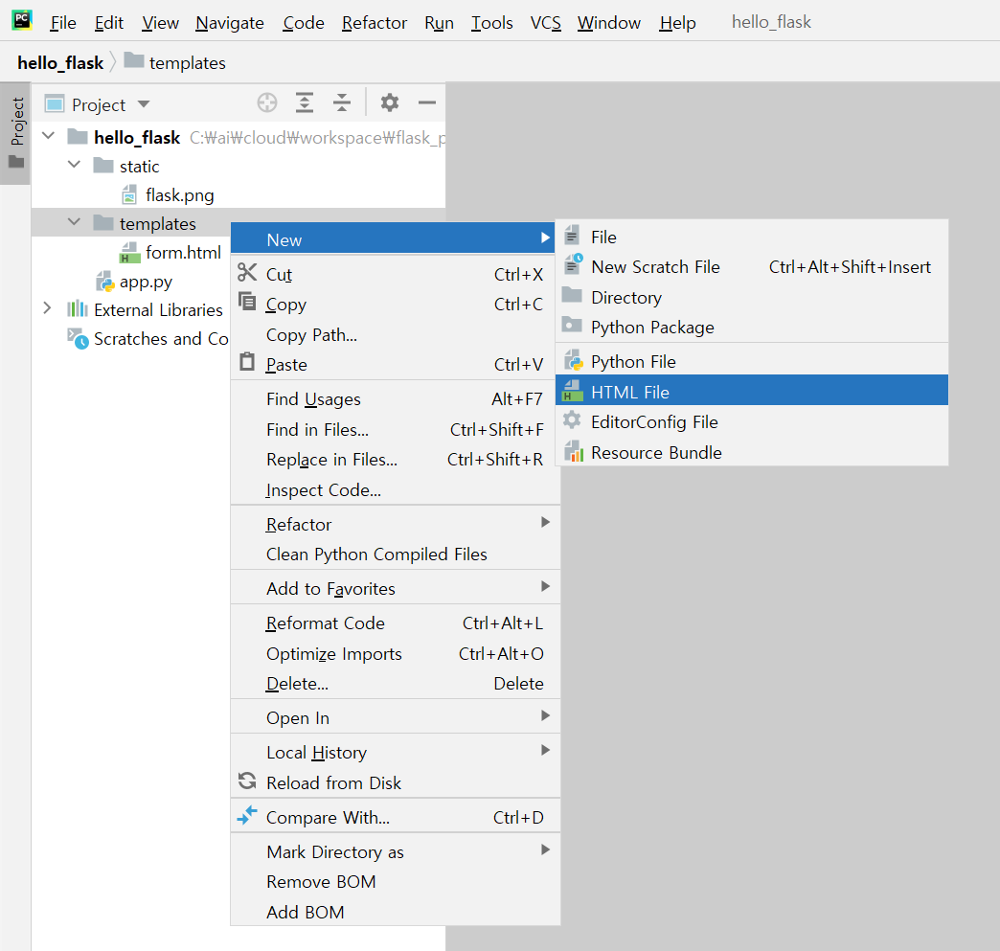 PC File Edit View Navigate Code Refactor Run Tools VCS Window Help hello_flask
hello_flask templates
Project
Project
hello_flask C:₩ai₩cloud₩workspace₩flask_p
static
flask.png
templates
form.html
app.py
External Libraries
Scratches and Co
New
Cut Ctrl+X
Copy Ctrl+C
Copy Path...
Paste Ctrl+V
Find Usages Alt+F7
Find in Files... Ctrl+Shift+F
Replace in Files... Ctrl+Shift+R
Inspect Code...
Refactor
Clean Python Compiled Files
Add to Favorites
Reformat Code Ctrl+Alt+L
Optimize Imports Ctrl+Alt+O
Delete... Delete
Open In
Local History
Reload from Disk
Compare With... Ctrl+D
Mark Directory as
Remove BOM
Add BOM
File
New Scratch File Ctrl+Alt+Shift+Insert
Directory
Python Package
Python File
HTML File
EditorConfig File
Resource Bundle